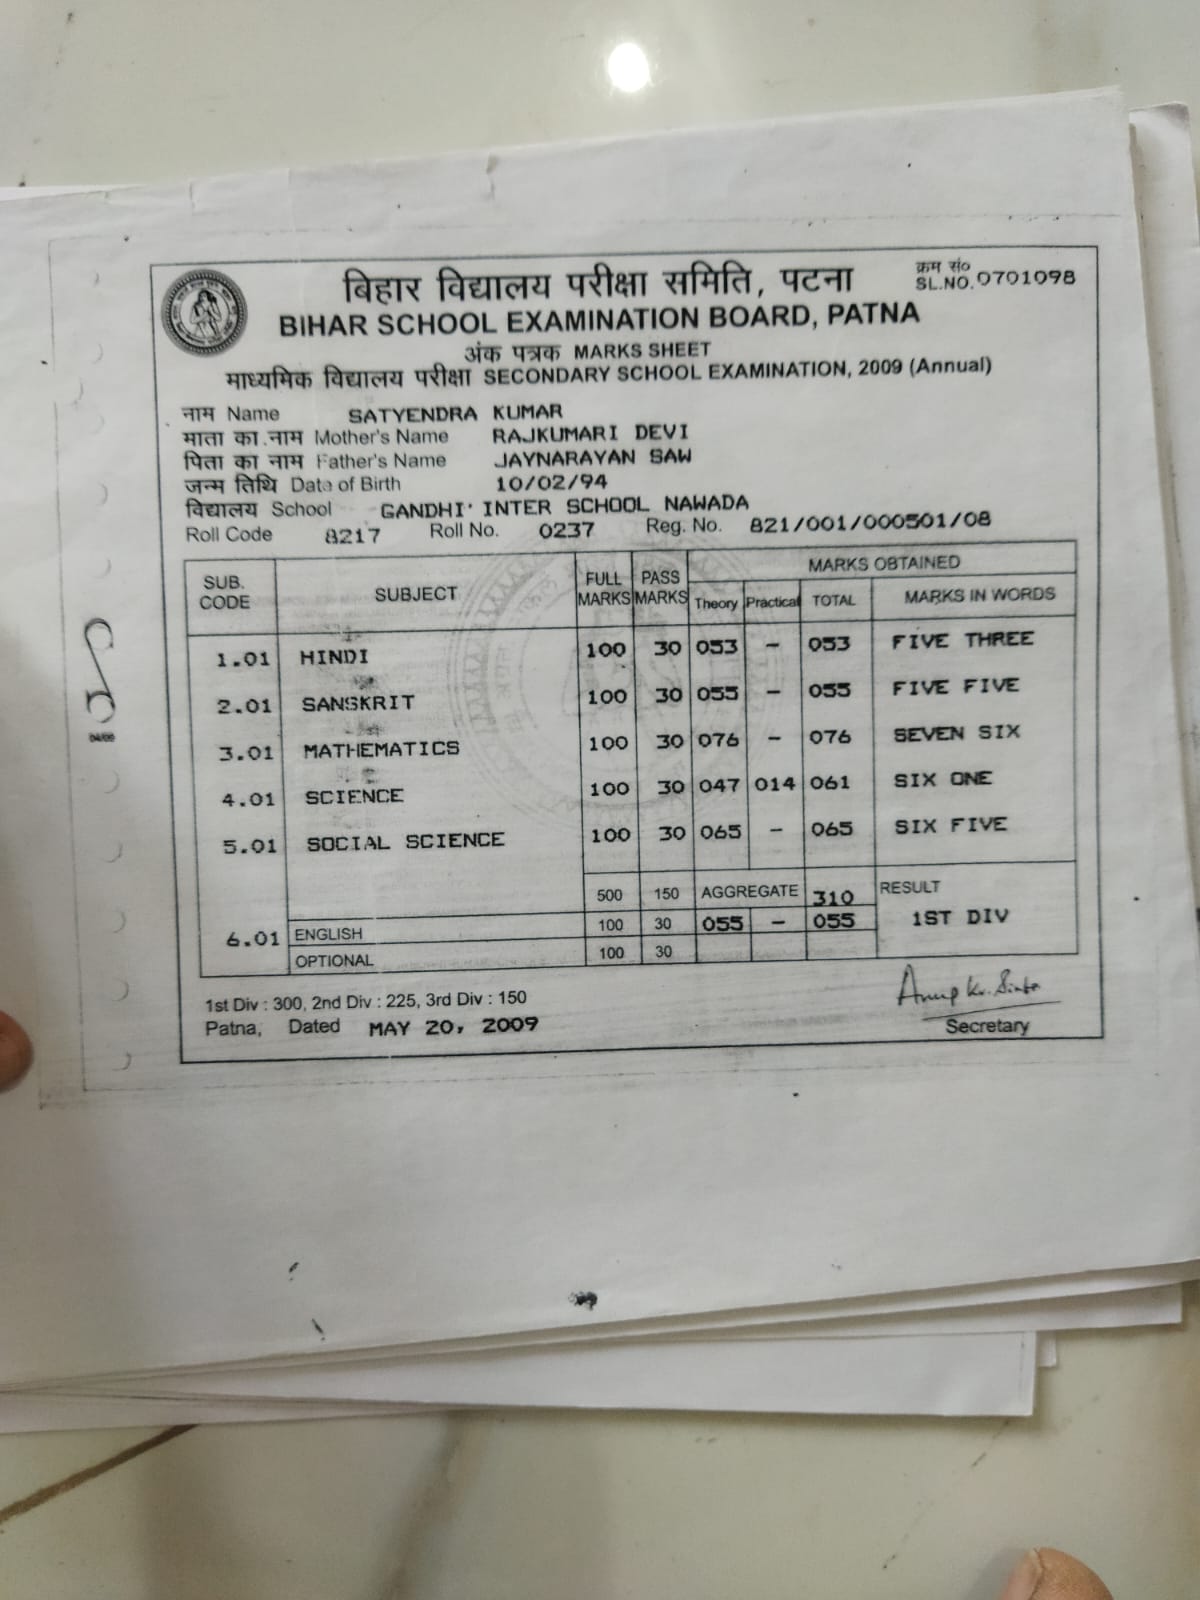 बिहार विद्यालय परीक्षा समिति, पटना
क्रम सं०
SL.NO. 0701098
BIHAR SCHOOL EXAMINATION BOARD, PATNA
अंक पत्रक MARKS SHEET
माध्यमिक विद्यालय परीक्षा SECONDARY SCHOOL EXAMINATION, 2009 (Annual)
नाम Name SATYENDRA KUMAR
माता का नाम Mother's Name RAJKUMARI DEVI
पिता का नाम Father's Name JAYNARAYAN SAW
जन्म तिथि Date of Birth 10/02/94
विद्यालय School GANDHI INTER SCHOOL NAWADA
Roll Code 8217 Roll No. 0237 Reg. No. 821/001/000501/08
SUB. CODE SUBJECT FULL MARKS PASS MARKS MARKS OBTAINED
Theory Practical TOTAL MARKS IN WORDS
1.01 HINDI 100 30 053 - 053 FIVE THREE
2.01 SANSKRIT 100 30 055 - 055 FIVE FIVE
3.01 MATHEMATICS 100 30 076 - 076 SEVEN SIX
4.01 SCIENCE 100 30 047 014 061 SIX ONE
5.01 SOCIAL SCIENCE 100 30 065 - 065 SIX FIVE
500 150 AGGREGATE 310 RESULT
6.01 ENGLISH 100 30 055 - 055 1ST DIV
OPTIONAL 100 30
1st Div : 300, 2nd Div : 225, 3rd Div : 150
Patna, Dated MAY 20, 2009
Anup Kr. Sinha
Secretary